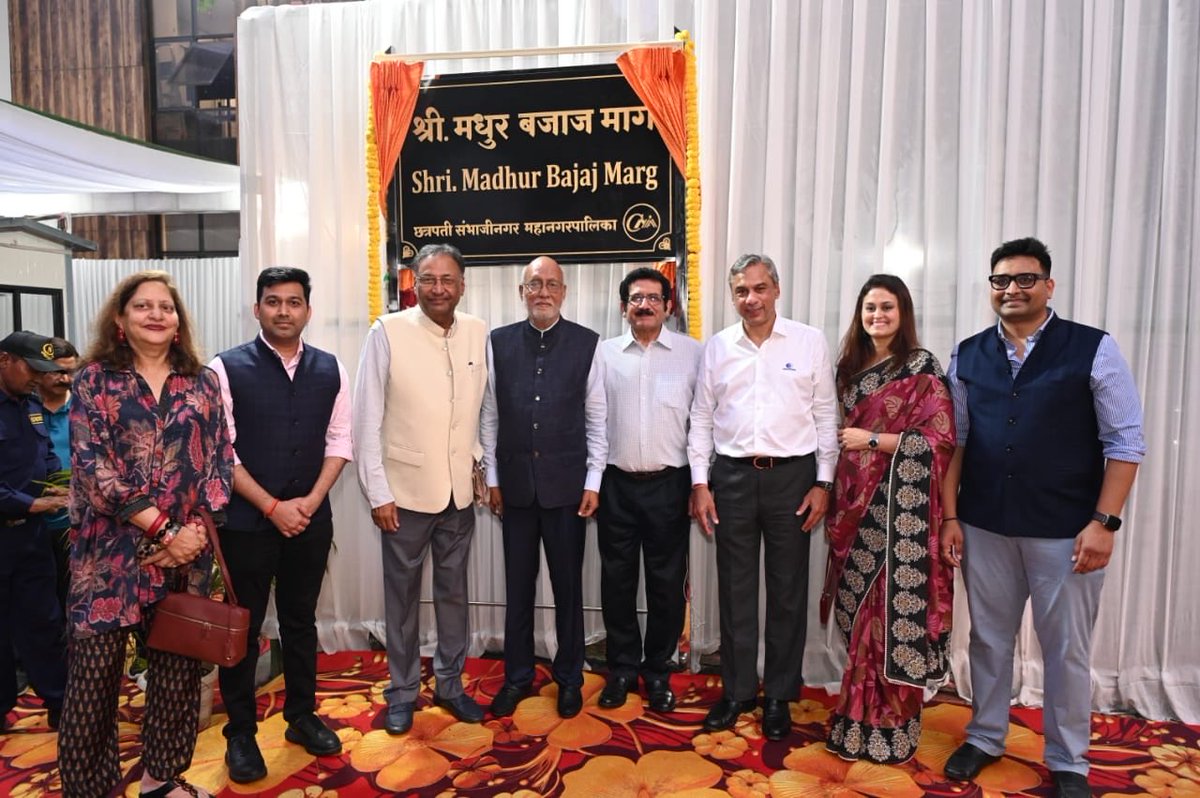 श्री. मधुर बजाज मार्ग
Shri. Madhur Bajaj Marg
छत्रपती संभाजीनगर महानगरपालिका